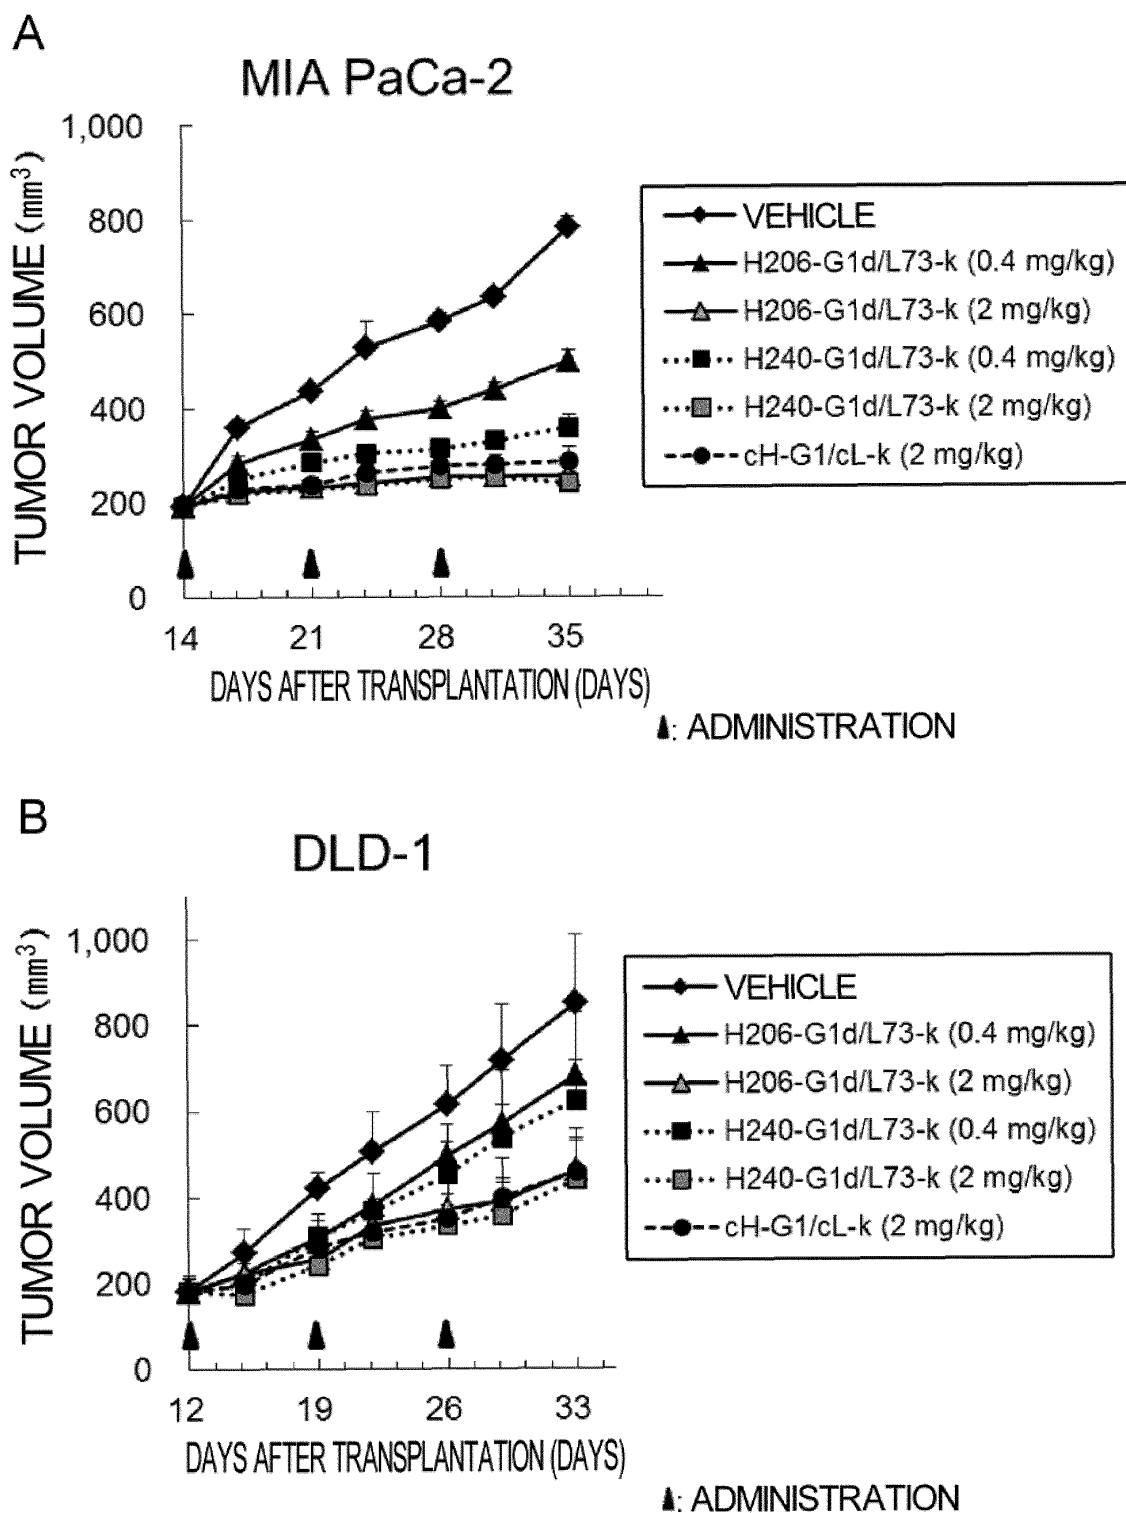 A
MIA PaCa-2
TUMOR VOLUME (mm³)
1,000
800
600
400
200
0
14
21
28
35
DAYS AFTER TRANSPLANTATION (DAYS)
VEHICLE
H206-G1d/L73-k (0.4 mg/kg)
H206-G1d/L73-k (2 mg/kg)
H240-G1d/L73-k (0.4 mg/kg)
H240-G1d/L73-k (2 mg/kg)
cH-G1/cL-k (2 mg/kg)
: ADMINISTRATION
B
DLD-1
TUMOR VOLUME (mm³)
1,000
800
600
400
200
0
12
19
26
33
DAYS AFTER TRANSPLANTATION (DAYS)
VEHICLE
H206-G1d/L73-k (0.4 mg/kg)
H206-G1d/L73-k (2 mg/kg)
H240-G1d/L73-k (0.4 mg/kg)
H240-G1d/L73-k (2 mg/kg)
cH-G1/cL-k (2 mg/kg)
: ADMINISTRATION